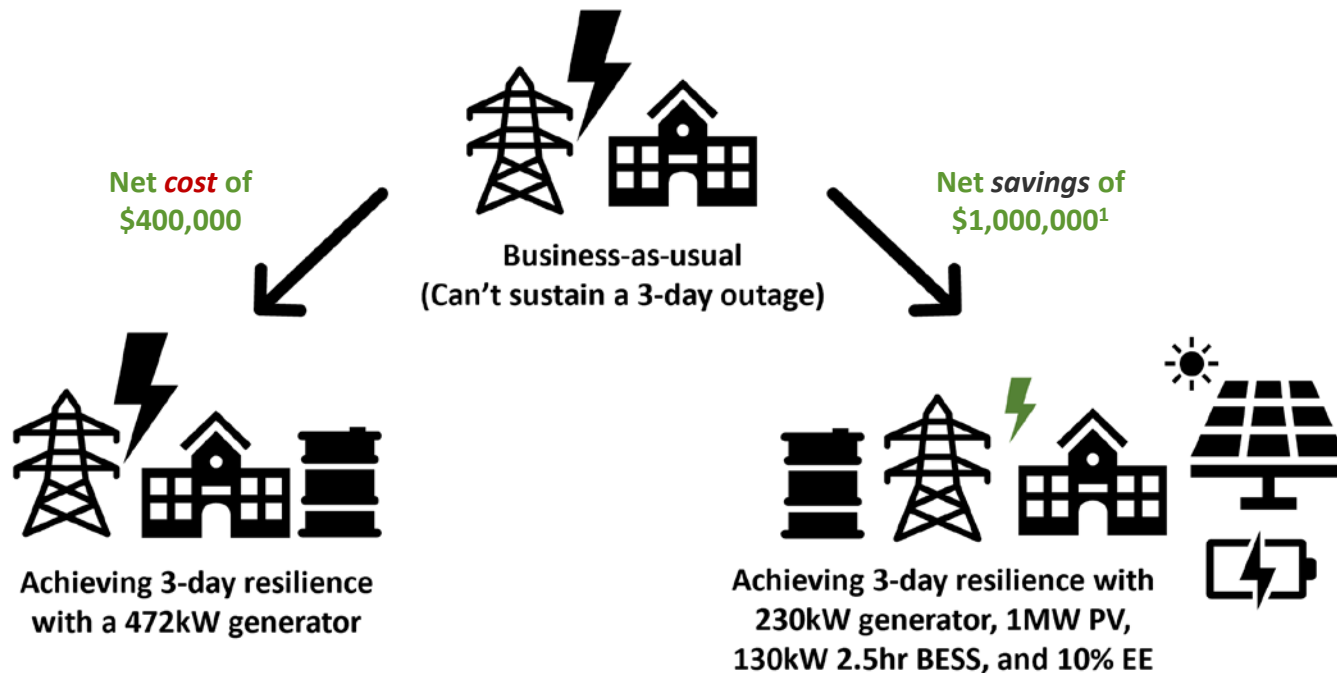 Net cost of
$400,000
Net savings of
$1,000,000¹
Business-as-usual
(Can't sustain a 3-day outage)
Achieving 3-day resilience
with a 472kW generator
Achieving 3-day resilience with
230kW generator, 1MW PV,
130kW 2.5hr BESS, and 10% EE